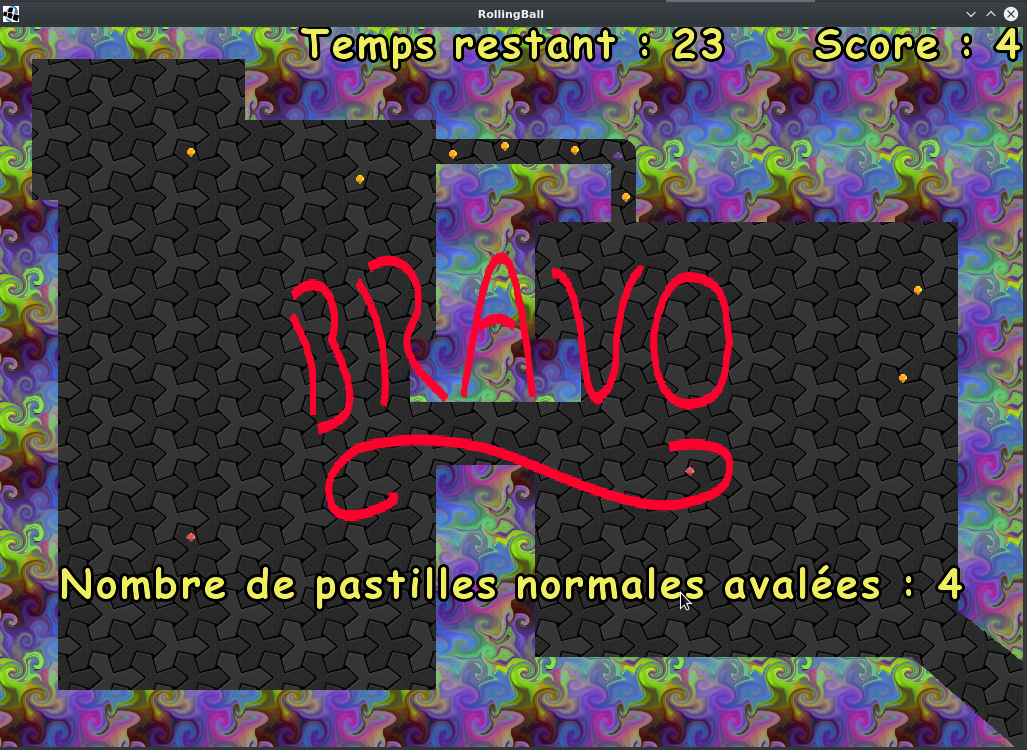 RollingBall
Temps restant : 23 Score : 4
BRAVO
Nombre de pastilles normales avalées : 4